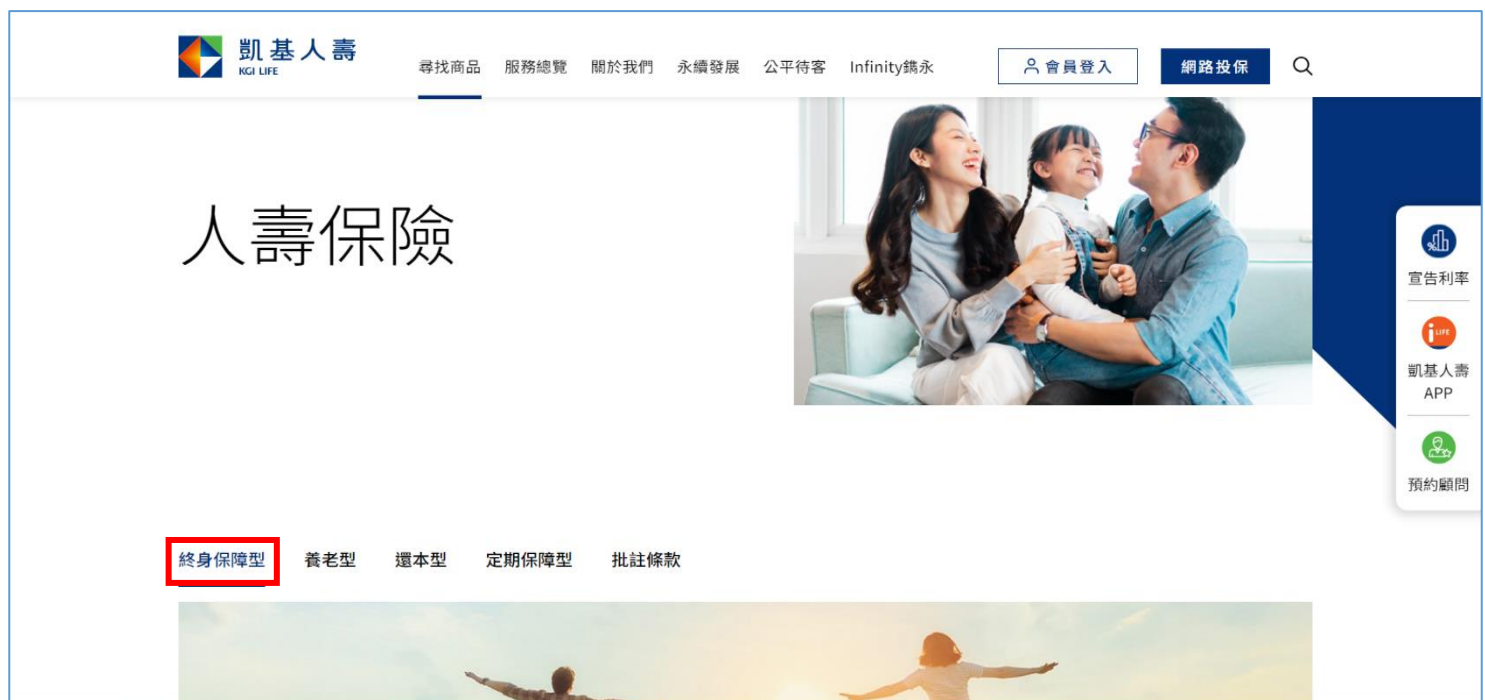 凱基人壽
KGI LIFE
尋找商品 服務總覽 關於我們 永續發展 公平待客 Infinity鐫永 會員登入 網路投保
人壽保險
%
宣告利率
i LIFE
凱基人壽
APP
預約顧問
終身保障型 養老型 還本型 定期保障型 批註條款